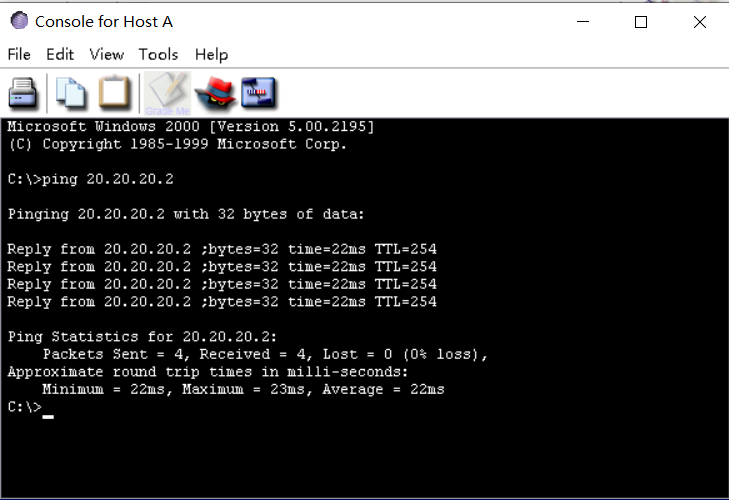 Console for Host A
File Edit View Tools Help
Grade Me
Microsoft Windows 2000 [Version 5.00.2195]
(C) Copyright 1985-1999 Microsoft Corp.
C:\>ping 20.20.20.2
Pinging 20.20.20.2 with 32 bytes of data:
Reply from 20.20.20.2 ;bytes=32 time=22ms TTL=254
Reply from 20.20.20.2 ;bytes=32 time=22ms TTL=254
Reply from 20.20.20.2 ;bytes=32 time=22ms TTL=254
Reply from 20.20.20.2 ;bytes=32 time=22ms TTL=254
Ping Statistics for 20.20.20.2:
Packets Sent = 4, Received = 4, Lost = 0 (0% loss),
Approximate round trip times in milli-seconds:
Minimum = 22ms, Maximum = 23ms, Average = 22ms
C:\>